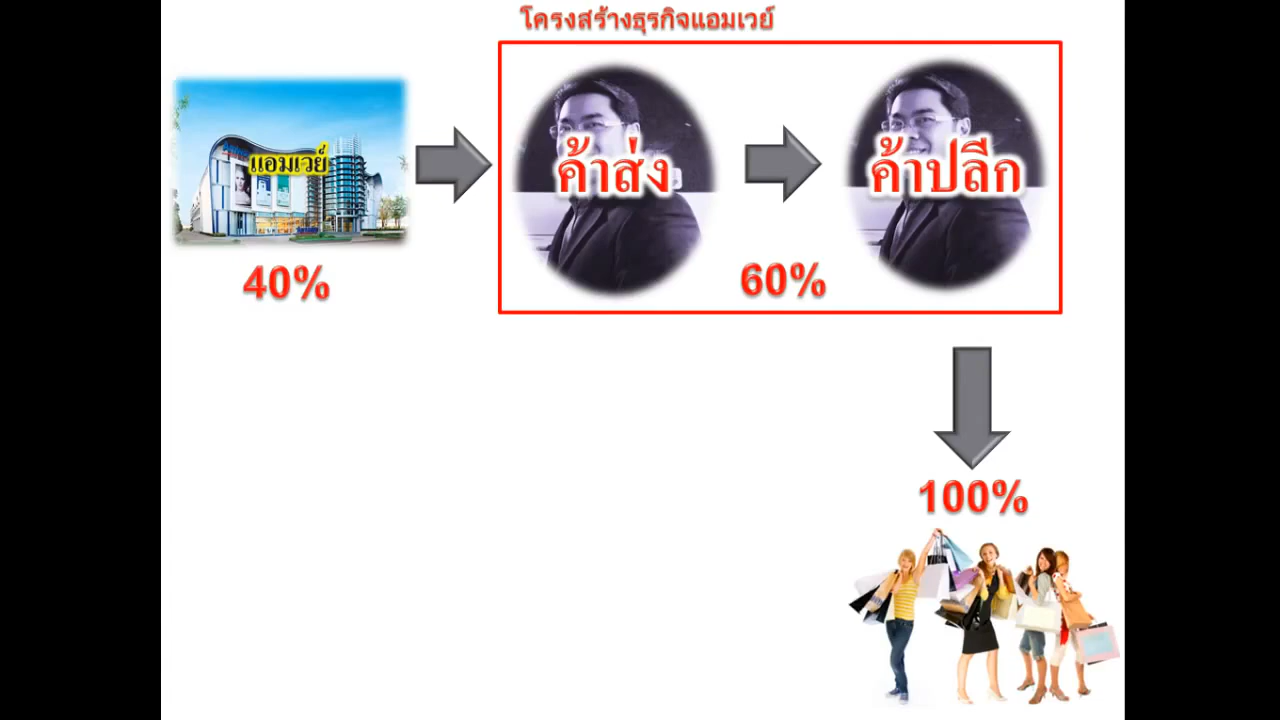 โครงสร้างธุรกิจแอมเวย์
แอมเวย์
ค้าส่ง
ค้าปลีก
40%
60%
100%